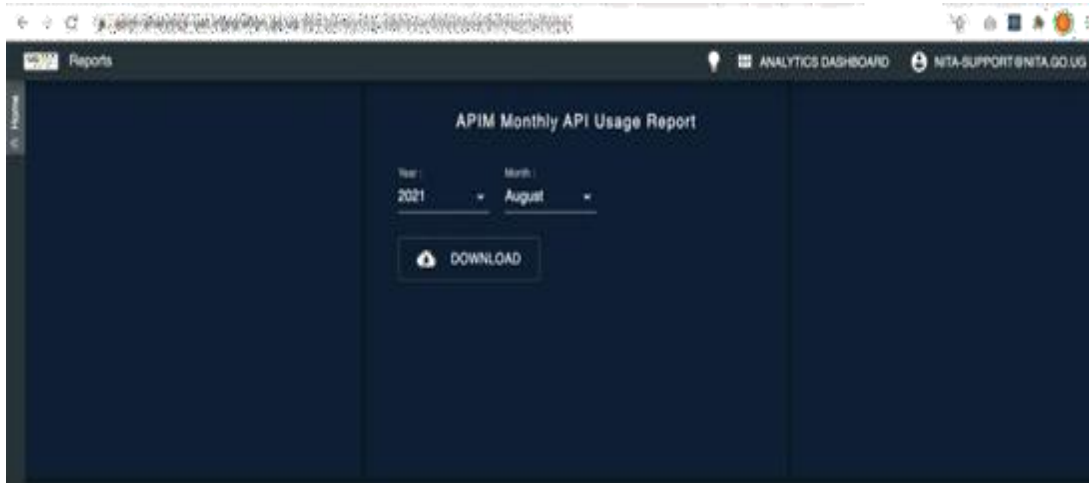 Reports
ANALYTICS DASHBOARD
NITA-SUPPORT@NITA.GO.UG
Home
APIM Monthly API Usage Report
Year :
Month :
2021
August
DOWNLOAD